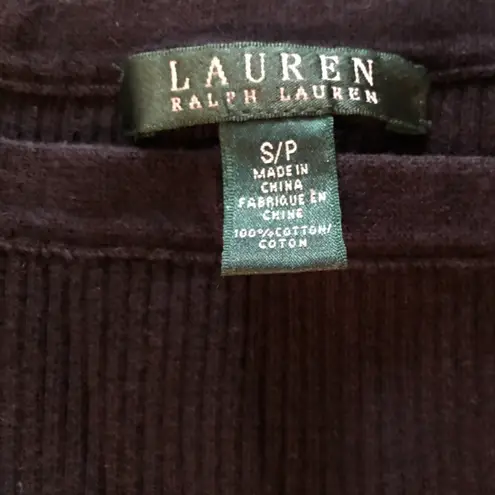 LAUREN
RALPH LAUREN
S/P
MADE IN
CHINA
FABRIQUE EN
CHINE
100% COTTON/
COTON